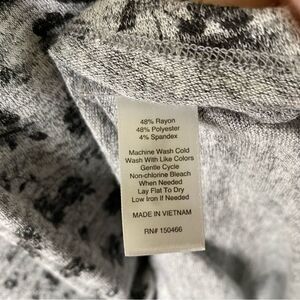 48% Rayon
48% Polyester
4% Spandex
Machine Wash Cold
Wash With Like Colors
Gentle Cycle
Non-chlorine Bleach
When Needed
Lay Flat To Dry
Low Iron If Needed
MADE IN VIETNAM
RN# 150466